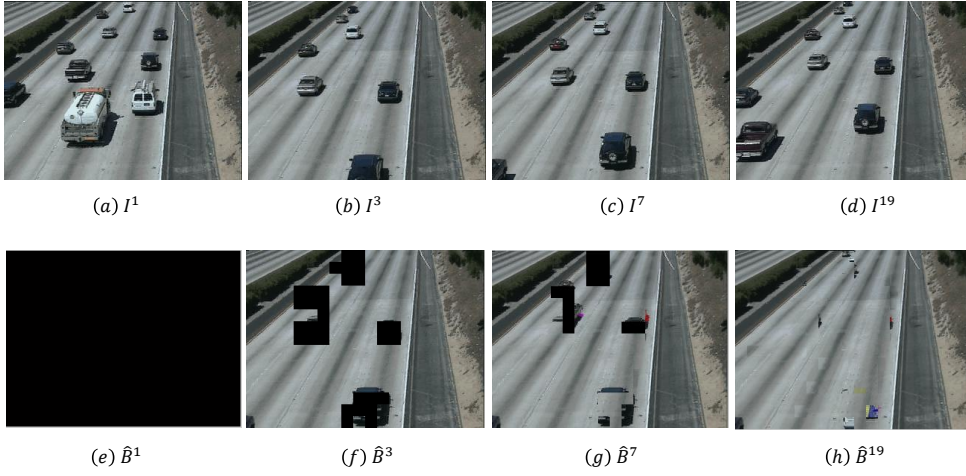 (a) I¹ (b) I³ (c) I⁷ (d) I¹⁹
(e) B̂¹ (f) B̂³ (g) B̂⁷ (h) B̂¹⁹